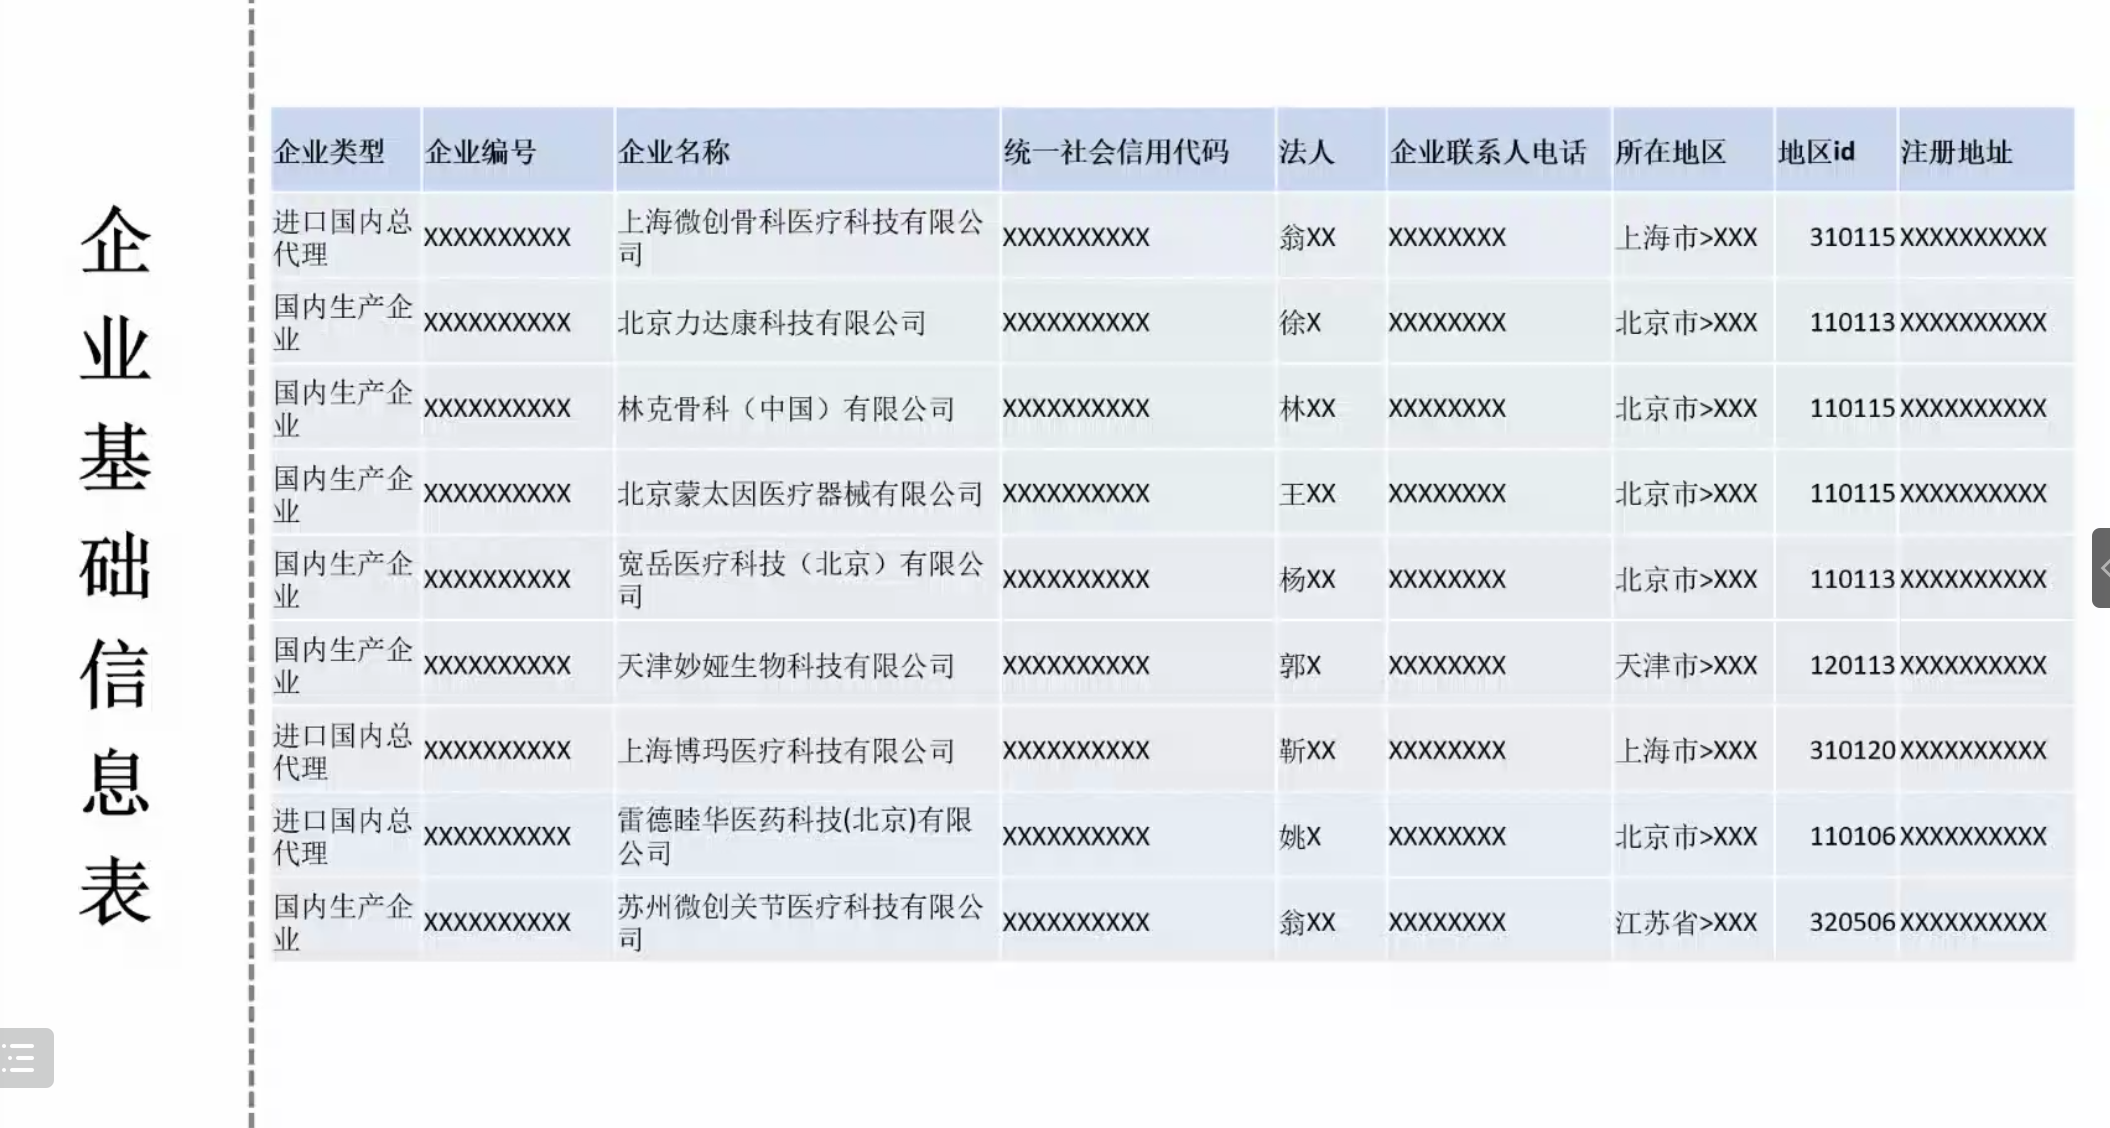 企业基础信息表
企业类型 企业编号 企业名称 统一社会信用代码 法人 企业联系人电话 所在地区 地区id 注册地址
进口国内总代理 XXXXXXXXXX 上海微创骨科医疗科技有限公司 XXXXXXXXXX 翁XX XXXXXXXX 上海市>XXX 310115 XXXXXXXXXX
国内生产企业 XXXXXXXXXX 北京力达康科技有限公司 XXXXXXXXXX 徐X XXXXXXXX 北京市>XXX 110113 XXXXXXXXXX
国内生产企业 XXXXXXXXXX 林克骨科（中国）有限公司 XXXXXXXXXX 林XX XXXXXXXX 北京市>XXX 110115 XXXXXXXXXX
国内生产企业 XXXXXXXXXX 北京蒙太因医疗器械有限公司 XXXXXXXXXX 王XX XXXXXXXX 北京市>XXX 110115 XXXXXXXXXX
国内生产企业 XXXXXXXXXX 宽岳医疗科技（北京）有限公司 XXXXXXXXXX 杨XX XXXXXXXX 北京市>XXX 110113 XXXXXXXXXX
国内生产企业 XXXXXXXXXX 天津妙娅生物科技有限公司 XXXXXXXXXX 郭X XXXXXXXX 天津市>XXX 120113 XXXXXXXXXX
进口国内总代理 XXXXXXXXXX 上海博玛医疗科技有限公司 XXXXXXXXXX 靳XX XXXXXXXX 上海市>XXX 310120 XXXXXXXXXX
进口国内总代理 XXXXXXXXXX 雷德睦华医药科技(北京)有限公司 XXXXXXXXXX 姚X XXXXXXXX 北京市>XXX 110106 XXXXXXXXXX
国内生产企业 XXXXXXXXXX 苏州微创关节医疗科技有限公司 XXXXXXXXXX 翁XX XXXXXXXX 江苏省>XXX 320506 XXXXXXXXXX